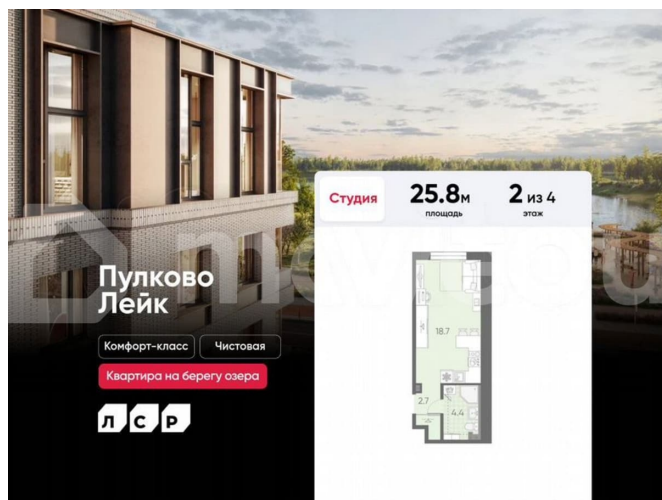 Студия
25.8м
площадь
2 из 4
этаж
Пулково
Лейк
Комфорт-класс
Чистовая
Квартира на берегу озера
ЛСР
18.7
2.7
4.4